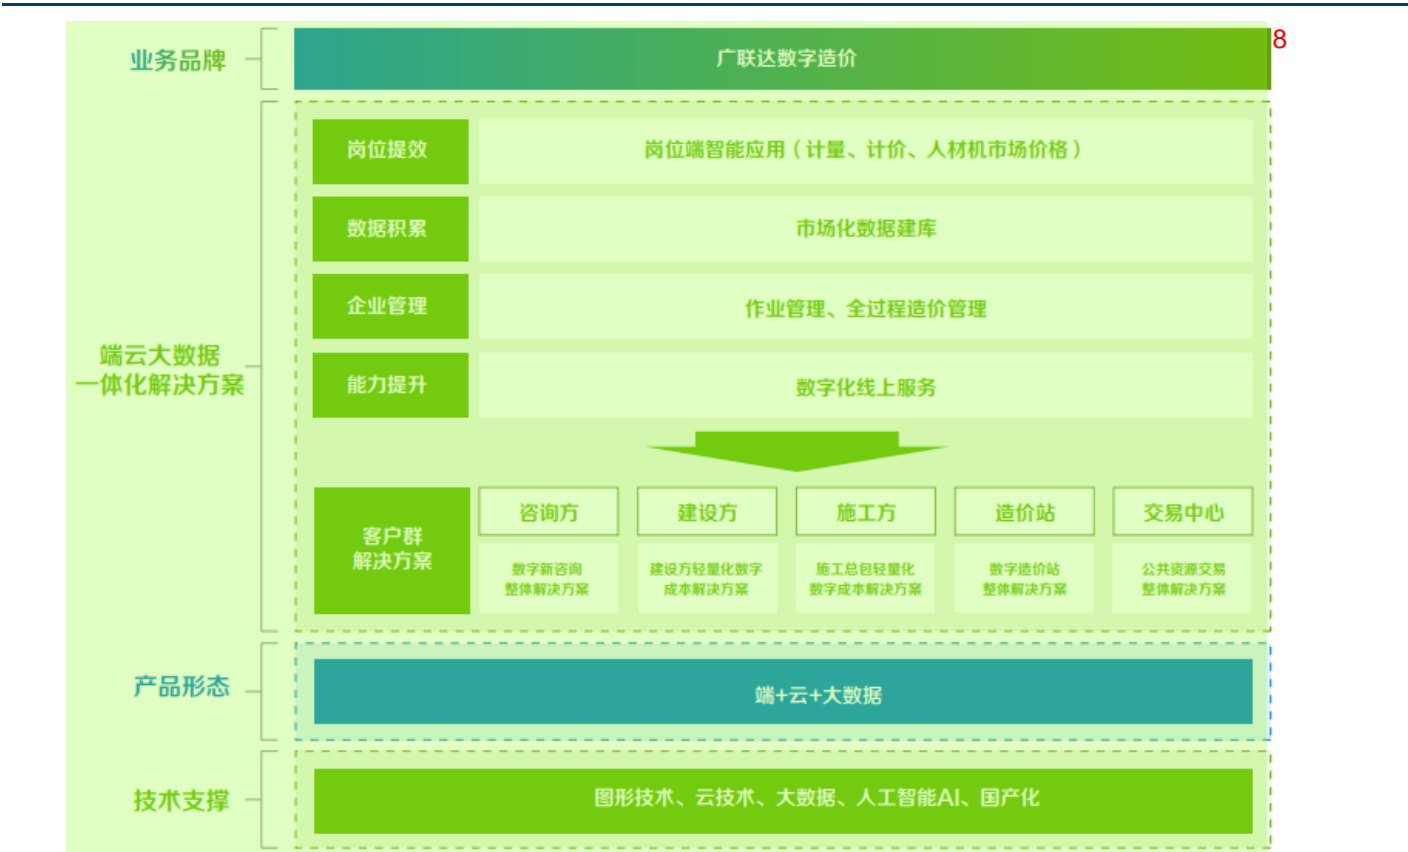 8
业务品牌
广联达数字造价
端云大数据
一体化解决方案
岗位提效
岗位端智能应用（计量、计价、人材机市场价格）
数据积累
市场化数据建库
企业管理
作业管理、全过程造价管理
能力提升
数字化线上服务
客户群
解决方案
咨询方
数字新咨询
整体解决方案
建设方
建设方轻量化数字
成本解决方案
施工方
施工总包轻量化
数字成本解决方案
造价站
数字造价站
整体解决方案
交易中心
公共资源交易
整体解决方案
产品形态
端+云+大数据
技术支撑
图形技术、云技术、大数据、人工智能AI、国产化